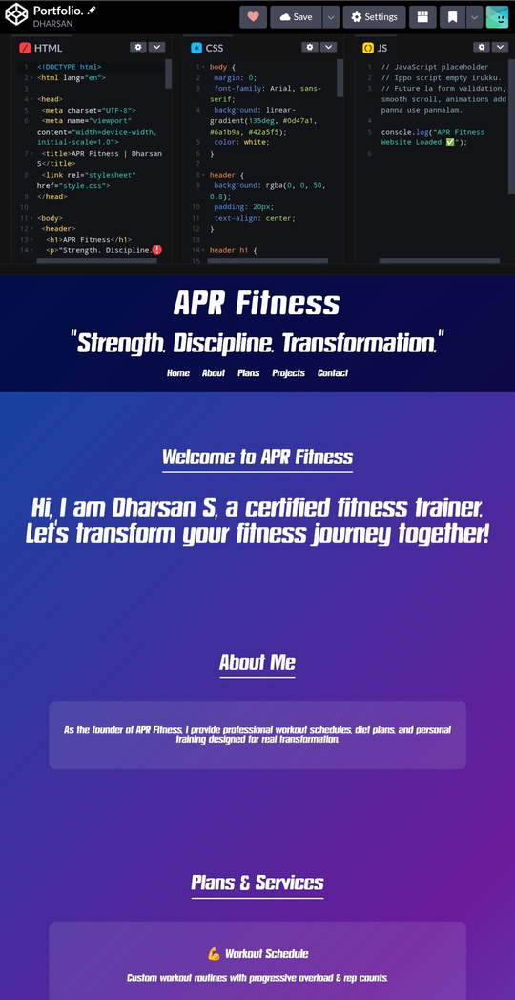 Portfolio.
DHARSAN
Save
Settings
HTML
1 <!DOCTYPE html>
2 <html lang="en">
3
4 <head>
5 <meta charset="UTF-8">
6 <meta name="viewport"
content="width=device-width,
initial-scale=1.0">
7 <title>APR Fitness | Dharsan
S</title>
8 <link rel="stylesheet"
href="style.css">
9 </head>
10
11 <body>
12 <header>
13 <h1>APR Fitness</h1>
14 <p>"Strength. Discipline.
CSS
1 body {
2 margin: 0;
3 font-family: Arial, sans-
serif;
4 background: linear-
gradient(135deg, #0d47a1,
#6a1b9a, #42a5f5);
5 color: white;
6 }
7
8 header {
9 background: rgba(0, 0, 50,
0.8);
10 padding: 20px;
11 text-align: center;
12 }
13
14 header h1 {
15
JS
1 // JavaScript placeholder
2 // Ippo script empty irukku.
3 // Future la form validation,
smooth scroll, animations add
panna use pannalam.
4
5 console.log("APR Fitness
Website Loaded ✅");
6
APR Fitness
"Strength. Discipline. Transformation."
Home About Plans Projects Contact
Welcome to APR Fitness
Hi, I am Dharsan S, a certified fitness trainer.
Let's transform your fitness journey together!
About Me
As the founder of APR Fitness, I provide professional workout schedules, diet plans, and personal
training designed for real transformation.
Plans & Services
💪 Workout Schedule
Custom workout routines with progressive overload & rep counts.